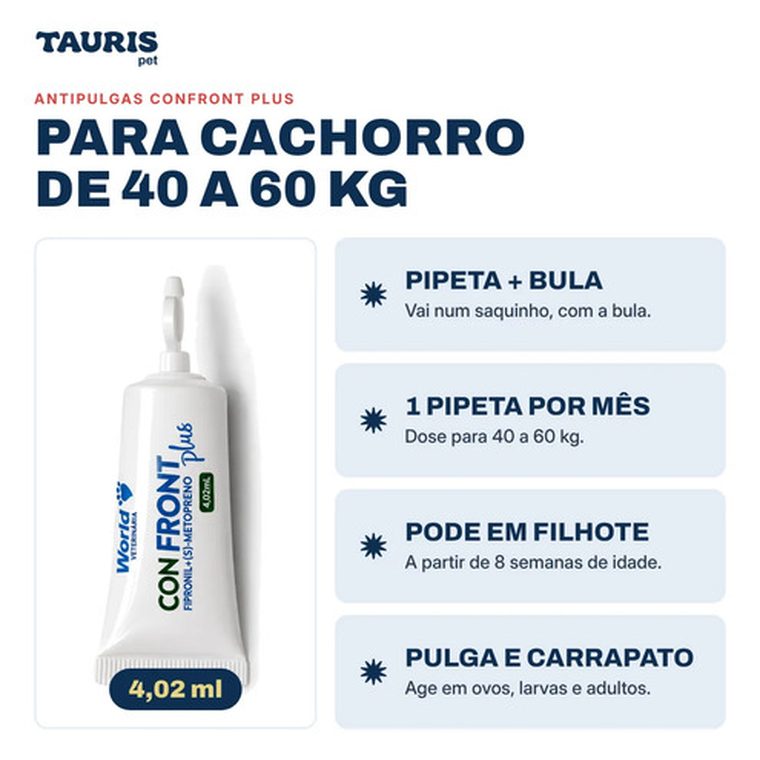 TAURIS
pet
ANTIPULGAS CONFRONT PLUS
PARA CACHORRO
DE 40 A 60 KG
World
VETERINÁRIA
CONFRONT
plus
FIPRONIL+(S)-METOPRENO
4,02mL
4,02 ml
PIPETA + BULA
Vai num saquinho, com a bula.
1 PIPETA POR MÊS
Dose para 40 a 60 kg.
PODE EM FILHOTE
A partir de 8 semanas de idade.
PULGA E CARRAPATO
Age em ovos, larvas e adultos.